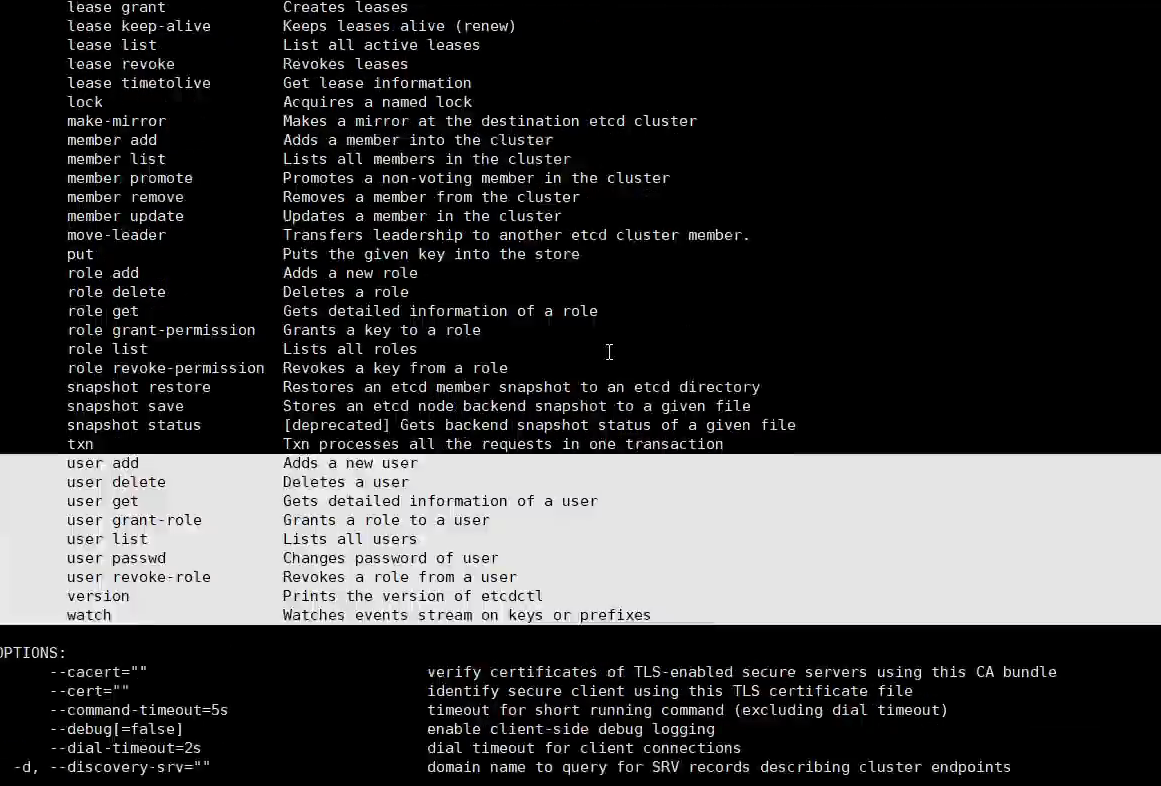 lease grant Creates leases
lease keep-alive Keeps leases alive (renew)
lease list List all active leases
lease revoke Revokes leases
lease timetolive Get lease information
lock Acquires a named lock
make-mirror Makes a mirror at the destination etcd cluster
member add Adds a member into the cluster
member list Lists all members in the cluster
member promote Promotes a non-voting member in the cluster
member remove Removes a member from the cluster
member update Updates a member in the cluster
move-leader Transfers leadership to another etcd cluster member.
put Puts the given key into the store
role add Adds a new role
role delete Deletes a role
role get Gets detailed information of a role
role grant-permission Grants a key to a role
role list Lists all roles
role revoke-permission Revokes a key from a role
snapshot restore Restores an etcd member snapshot to an etcd directory
snapshot save Stores an etcd node backend snapshot to a given file
snapshot status [deprecated] Gets backend snapshot status of a given file
txn Txn processes all the requests in one transaction
user add Adds a new user
user delete Deletes a user
user get Gets detailed information of a user
user grant-role Grants a role to a user
user list Lists all users
user passwd Changes password of user
user revoke-role Revokes a role from a user
version Prints the version of etcdctl
watch Watches events stream on keys or prefixes
OPTIONS:
--cacert="" verify certificates of TLS-enabled secure servers using this CA bundle
--cert="" identify secure client using this TLS certificate file
--command-timeout=5s timeout for short running command (excluding dial timeout)
--debug[=false] enable client-side debug logging
--dial-timeout=2s dial timeout for client connections
-d, --discovery-srv="" domain name to query for SRV records describing cluster endpoints